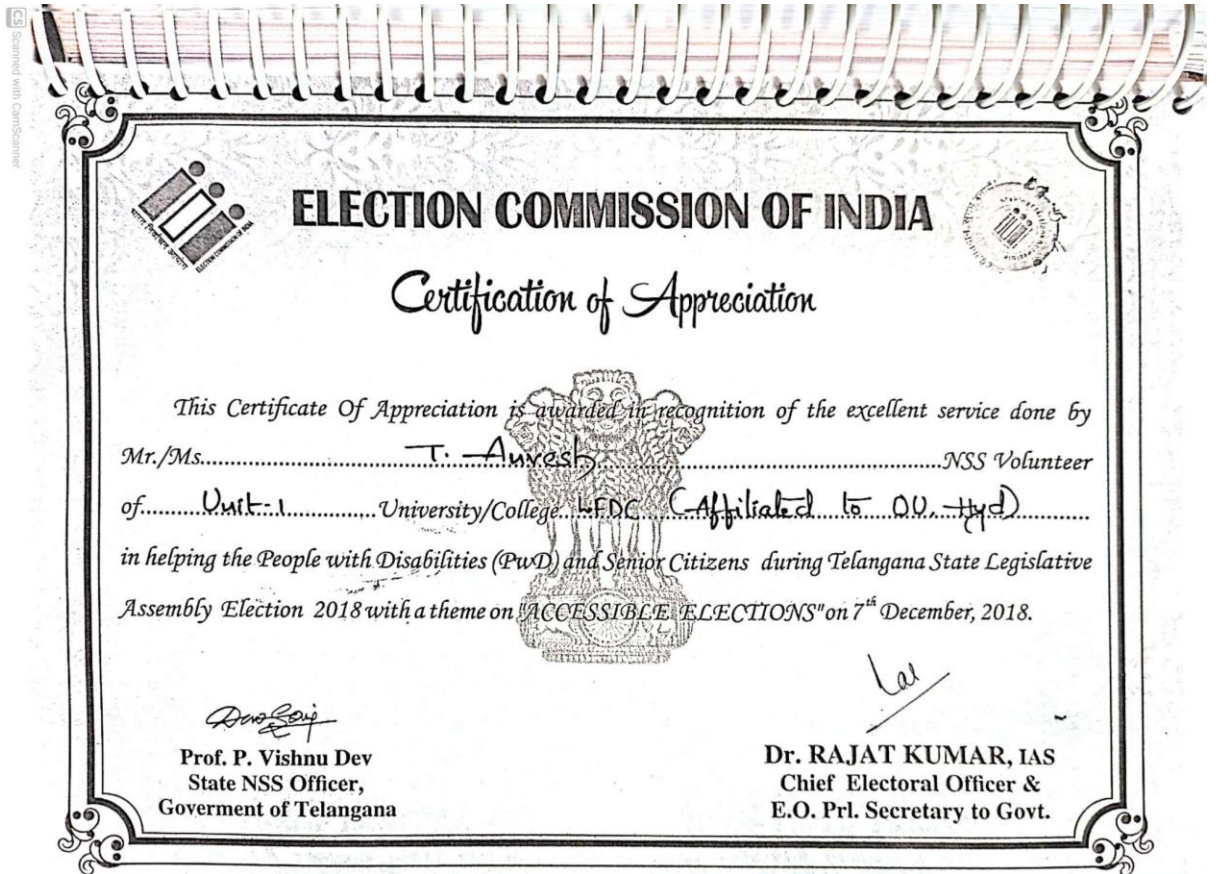 CS Scanned with CamScanner
ELECTION COMMISSION OF INDIA
ELECTION COMMISSION OF INDIA
Certification of Appreciation
This Certificate Of Appreciation is awarded in recognition of the excellent service done by
Mr./Ms. T. Anvesh NSS Volunteer
of Unit-1 University/College LFDC (Affiliated to OU. Hyd)
in helping the People with Disabilities (PwD) and Senior Citizens during Telangana State Legislative
Assembly Election 2018 with a theme on "ACCESSIBLE ELECTIONS" on 7th December, 2018.
Prof. P. Vishnu Dev
State NSS Officer,
Goverment of Telangana
Dr. RAJAT KUMAR, IAS
Chief Electoral Officer &
E.O. Prl. Secretary to Govt.